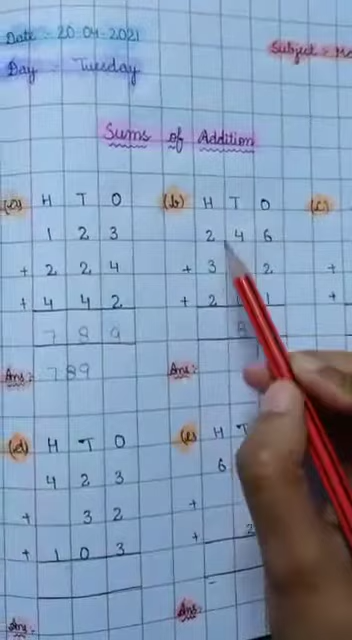 Date :- 20-04-2021
Subject :-
Day :- Tuesday
Sums of Addition
(a) H T O (b) H T O (c)
1 2 3 2 4 6
+ 2 2 4 + 3 2 +
+ 4 4 2 + 2 1 +
7 8 9 8
Ans:- 789 Ans:-
(d) H T O (e) H T
4 2 3 6
+ 3 2 +
+ 1 0 3 + 2
Ans:- Ans:-